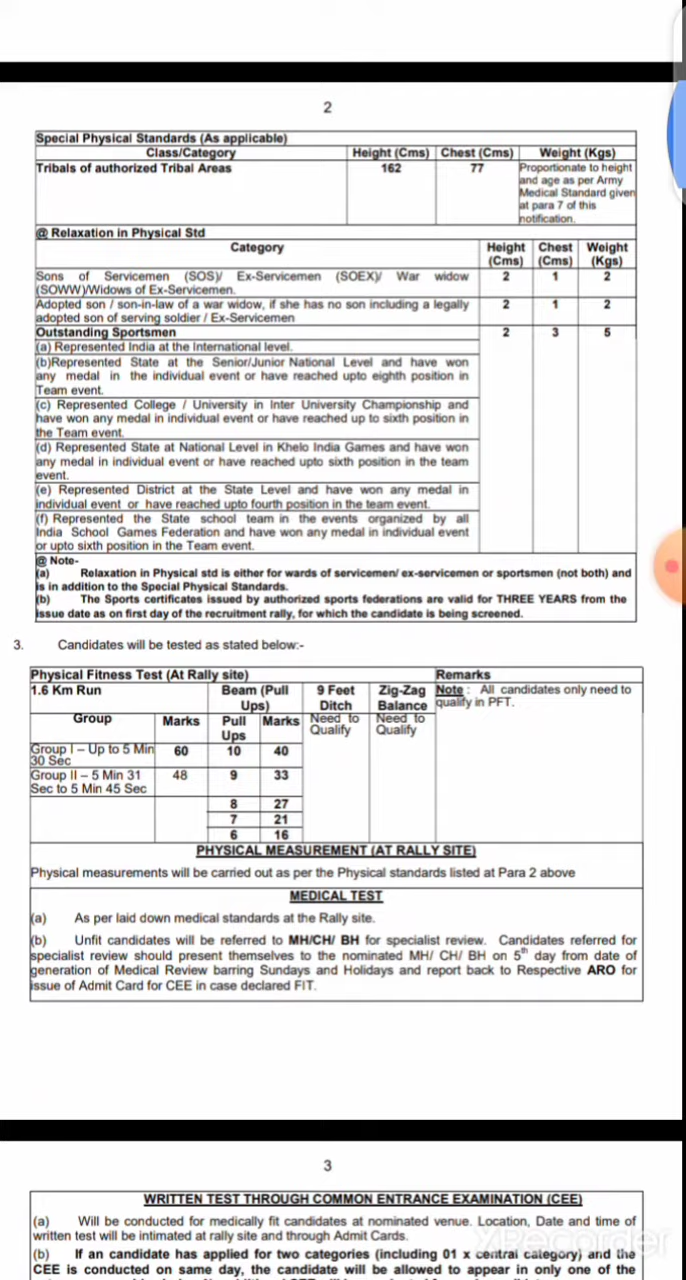 2
Special Physical Standards (As applicable)
Class/Category Height (Cms) Chest (Cms) Weight (Kgs)
Tribals of authorized Tribal Areas 162 77 Proportionate to height
and age as per Army
Medical Standard given
at para 7 of this
notification.
@ Relaxation in Physical Std
Category Height Chest Weight
(Cms) (Cms) (Kgs)
Sons of Servicemen (SOS)/ Ex-Servicemen (SOEX)/ War widow 2 1 2
(SOWW)/Widows of Ex-Servicemen.
Adopted son / son-in-law of a war widow, if she has no son including a legally 2 1 2
adopted son of serving soldier / Ex-Servicemen
Outstanding Sportsmen 2 3 5
(a) Represented India at the International level.
(b)Represented State at the Senior/Junior National Level and have won
any medal in the individual event or have reached upto eighth position in
Team event.
(c) Represented College / University in Inter University Championship and
have won any medal in individual event or have reached up to sixth position in
the Team event.
(d) Represented State at National Level in Khelo India Games and have won
any medal in individual event or have reached upto sixth position in the team
event.
(e) Represented District at the State Level and have won any medal in
individual event or have reached upto fourth position in the team event.
(f) Represented the State school team in the events organized by all
India School Games Federation and have won any medal in individual event
or upto sixth position in the Team event.
@ Note-
(a) Relaxation in Physical std is either for wards of servicemen/ ex-servicemen or sportsmen (not both) and
is in addition to the Special Physical Standards.
(b) The Sports certificates issued by authorized sports federations are valid for THREE YEARS from the
issue date as on first day of the recruitment rally, for which the candidate is being screened.
3. Candidates will be tested as stated below:-
Physical Fitness Test (At Rally site) Remarks
1.6 Km Run Beam (Pull 9 Feet Zig-Zag Note : All candidates only need to
Ups) Ditch Balance qualify in PFT.
Group Marks Pull Marks Need to Need to
Ups Qualify Qualify
Group I – Up to 5 Min 60 10 40
30 Sec
Group II – 5 Min 31 48 9 33
Sec to 5 Min 45 Sec
8 27
7 21
6 16
PHYSICAL MEASUREMENT (AT RALLY SITE)
Physical measurements will be carried out as per the Physical standards listed at Para 2 above
MEDICAL TEST
(a) As per laid down medical standards at the Rally site.
(b) Unfit candidates will be referred to MH/CH/ BH for specialist review. Candidates referred for
specialist review should present themselves to the nominated MH/ CH/ BH on 5th day from date of
generation of Medical Review barring Sundays and Holidays and report back to Respective ARO for
issue of Admit Card for CEE in case declared FIT.
3
WRITTEN TEST THROUGH COMMON ENTRANCE EXAMINATION (CEE)
(a) Will be conducted for medically fit candidates at nominated venue. Location, Date and time of
written test will be intimated at rally site and through Admit Cards.
XRecorder
(b) If an candidate has applied for two categories (including 01 x central category) and the
CEE is conducted on same day, the candidate will be allowed to appear in only one of the